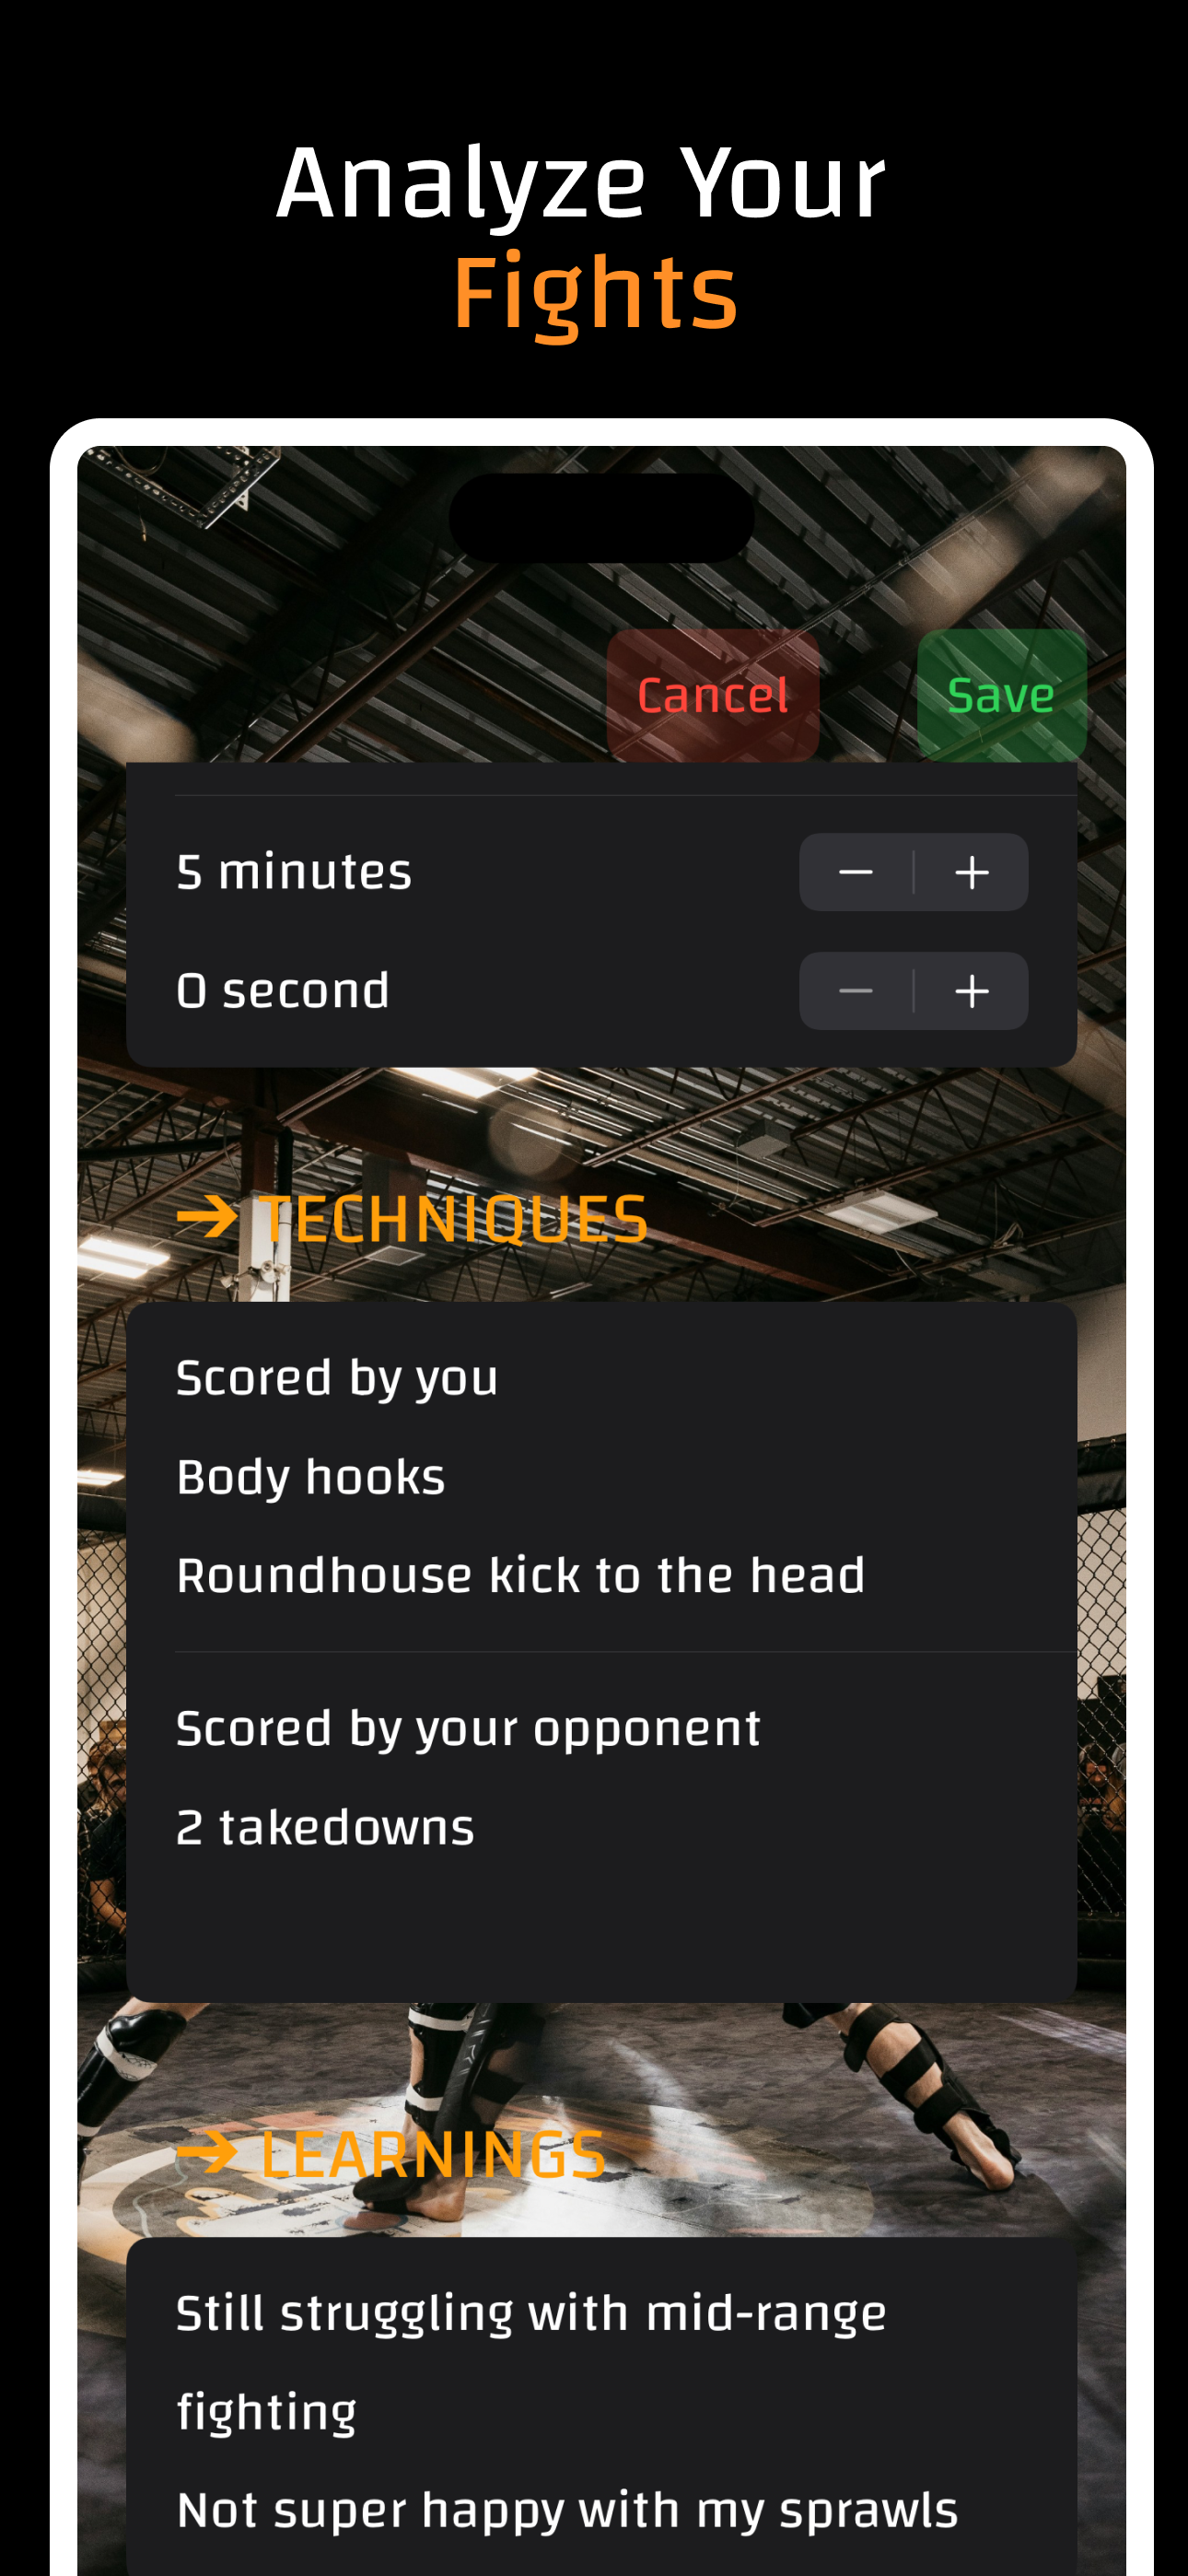 Analyze Your
Fights
Cancel
Save
5 minutes
0 second
→ TECHNIQUES
Scored by you
Body hooks
Roundhouse kick to the head
Scored by your opponent
2 takedowns
→ LEARNINGS
Still struggling with mid-range
fighting
Not super happy with my sprawls